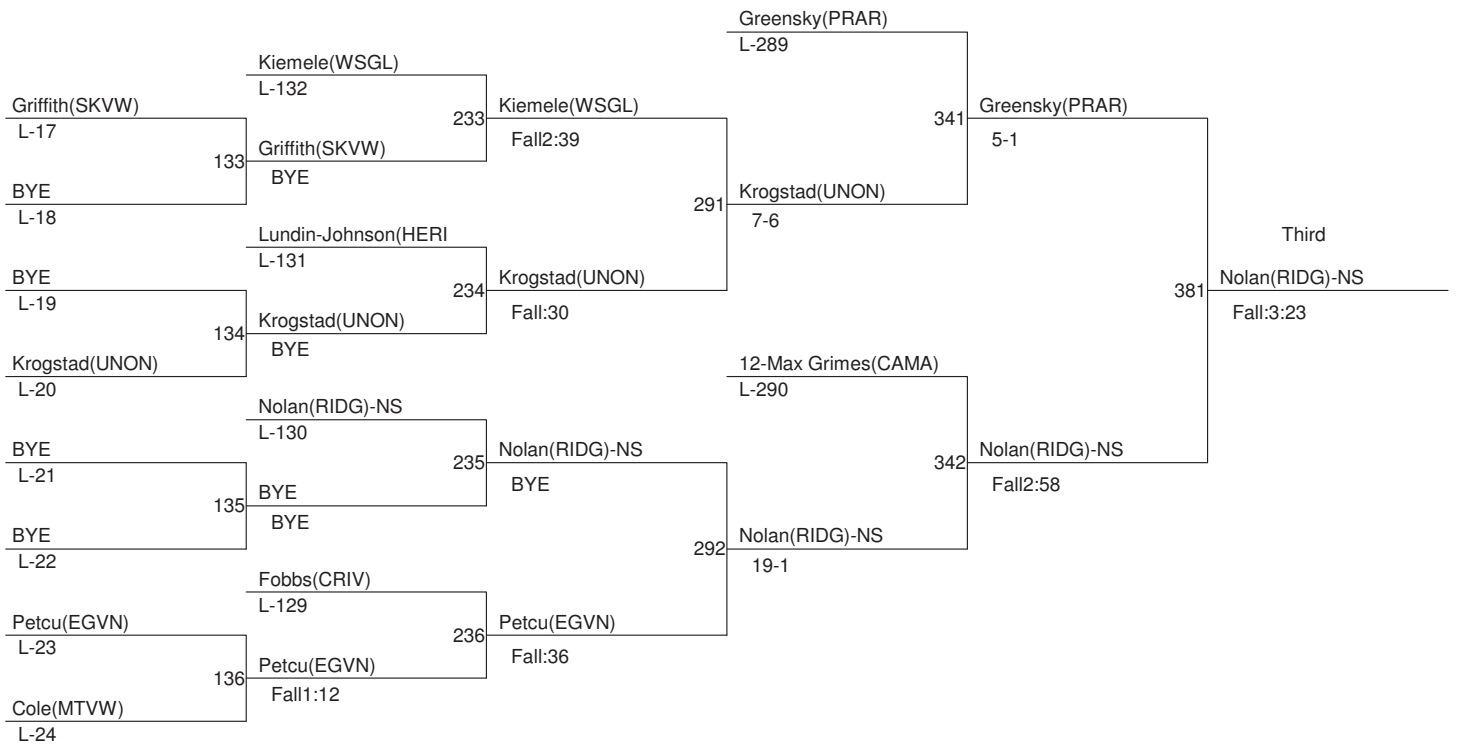 Greensky(PRAR)
L-289
Kiemele(WSGL)
L-132
Griffith(SKVW)
L-17
233
Kiemele(WSGL)
Fall2:39
341
Greensky(PRAR)
5-1
133
Griffith(SKVW)
BYE
BYE
L-18
291
Krogstad(UNON)
7-6
Lundin-Johnson(HERI
L-131
Third
BYE
L-19
234
Krogstad(UNON)
Fall:30
381
Nolan(RIDG)-NS
Fall:3:23
134
Krogstad(UNON)
BYE
Krogstad(UNON)
L-20
12-Max Grimes(CAMA)
L-290
Nolan(RIDG)-NS
L-130
BYE
L-21
235
Nolan(RIDG)-NS
BYE
342
Nolan(RIDG)-NS
Fall2:58
135
BYE
BYE
BYE
L-22
292
Nolan(RIDG)-NS
19-1
Fobbs(CRIV)
L-129
Petcu(EGVN)
L-23
236
Petcu(EGVN)
Fall:36
136
Petcu(EGVN)
Fall1:12
Cole(MTVW)
L-24